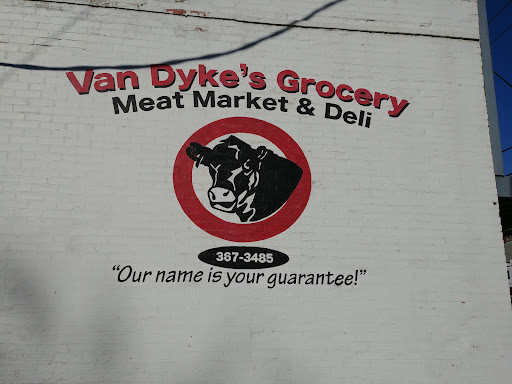 Van Dyke's Grocery
Meat Market & Deli
367-3485
"Our name is your guarantee!"